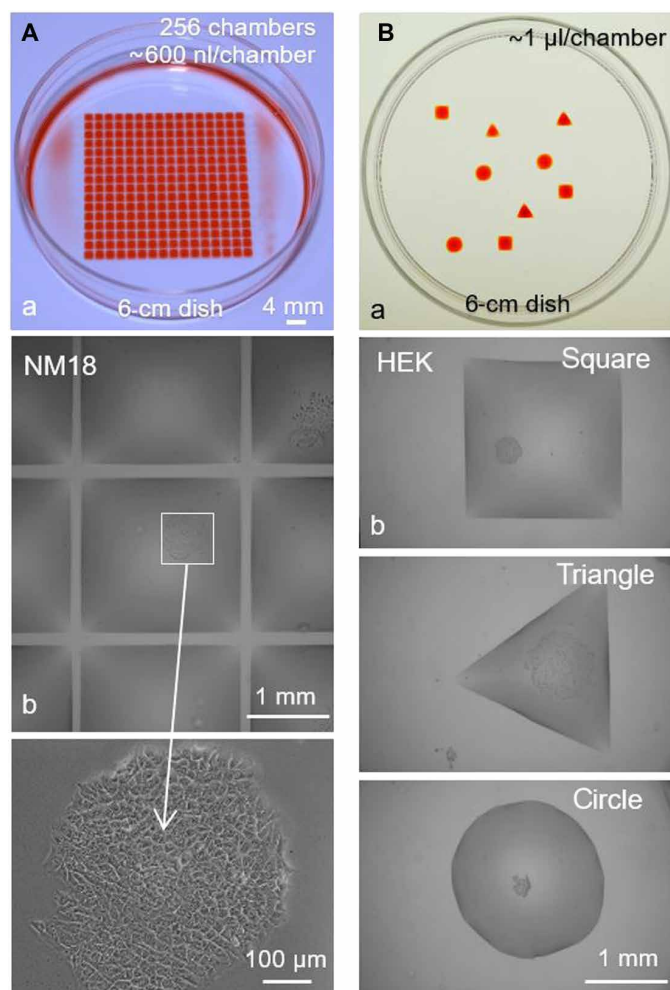 A
256 chambers
~600 nl/chamber
a
6-cm dish
4 mm
NM18
b
1 mm
100 µm
B
~1 µl/chamber
a
6-cm dish
HEK
Square
b
Triangle
Circle
1 mm